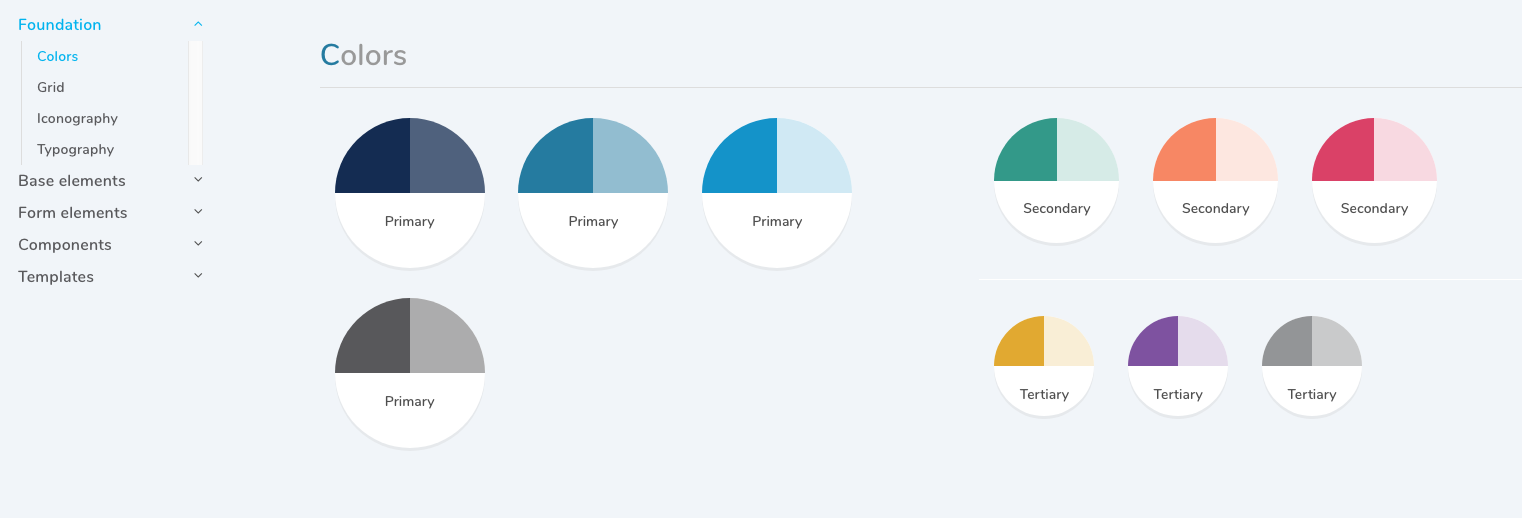 Foundation
Colors
Grid
Iconography
Typography
Base elements
Form elements
Components
Templates
Colors
Primary
Primary
Primary
Primary
Secondary
Secondary
Secondary
Tertiary
Tertiary
Tertiary